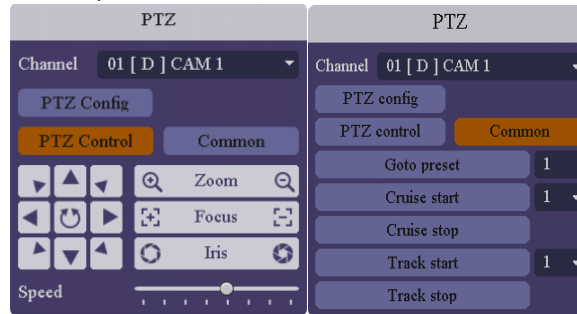 PTZ
Channel 01 [ D ] CAM 1
PTZ Config
PTZ Control Common
Zoom
Focus
Iris
Speed
PTZ
Channel 01 [ D ] CAM 1
PTZ config
PTZ control Common
Goto preset 1
Cruise start 1
Cruise stop
Track start 1
Track stop